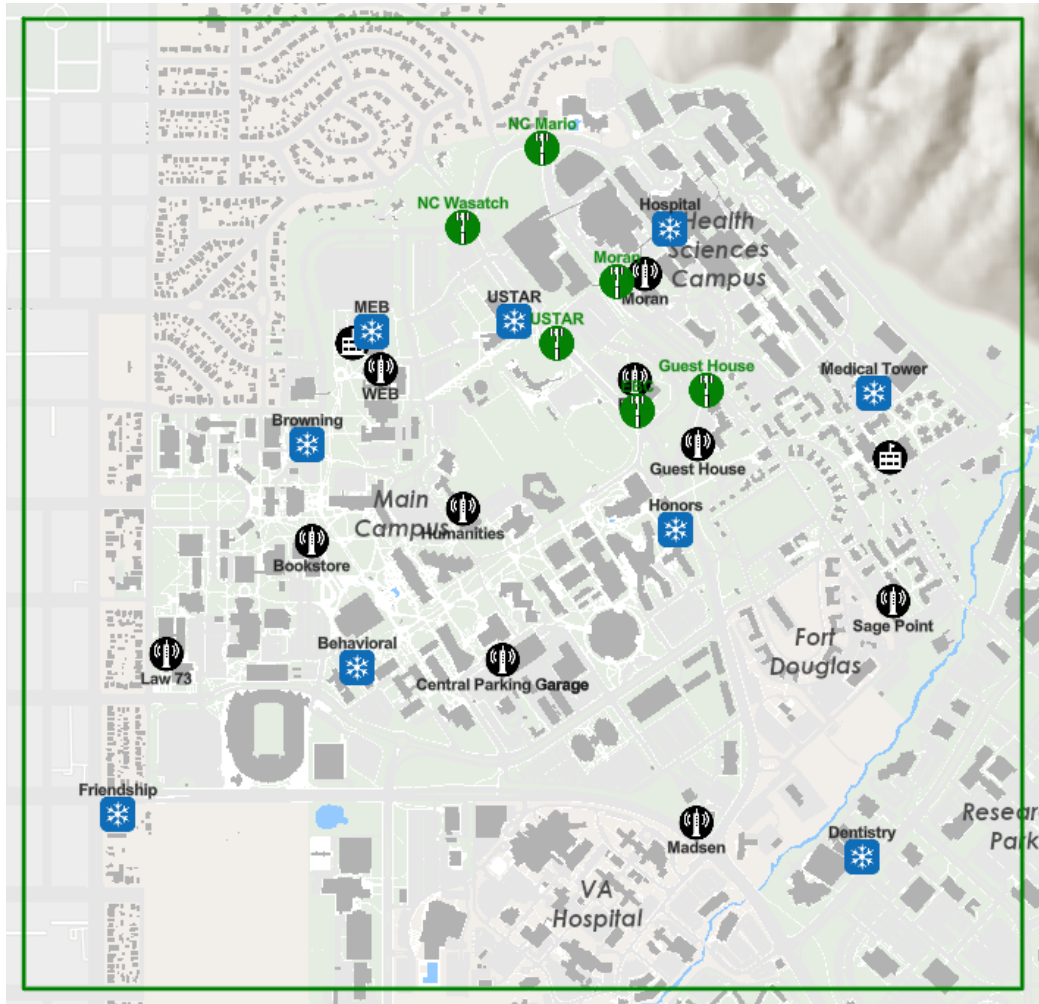 NC Mario
NC Wasatch
Hospital
Health
Sciences
Campus
Moran
Moran
MEB
USTAR
USTAR
WEB
EBC
Guest House
Medical Tower
Browning
Guest House
Main
Campus
Humanities
Honors
Bookstore
Sage Point
Fort
Douglas
Law 73
Behavioral
Central Parking Garage
Friendship
Madsen
Dentistry
Resear
Park
VA
Hospital